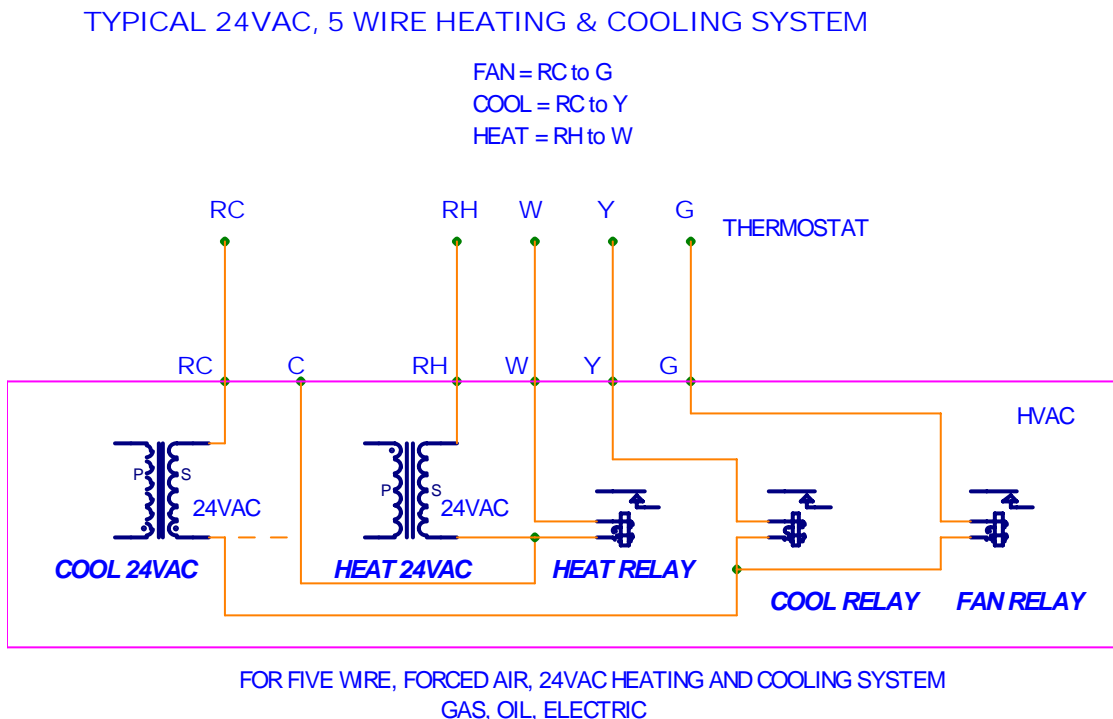 TYPICAL 24VAC, 5 WIRE HEATING & COOLING SYSTEM
FAN = RC to G
COOL = RC to Y
HEAT = RH to W
RC RH W Y G
THERMOSTAT
RC C RH W Y G
HVAC
P S P S
24VAC 24VAC
COOL 24VAC HEAT 24VAC HEAT RELAY
COOL RELAY FAN RELAY
FOR FIVE WIRE, FORCED AIR, 24VAC HEATING AND COOLING SYSTEM
GAS, OIL, ELECTRIC